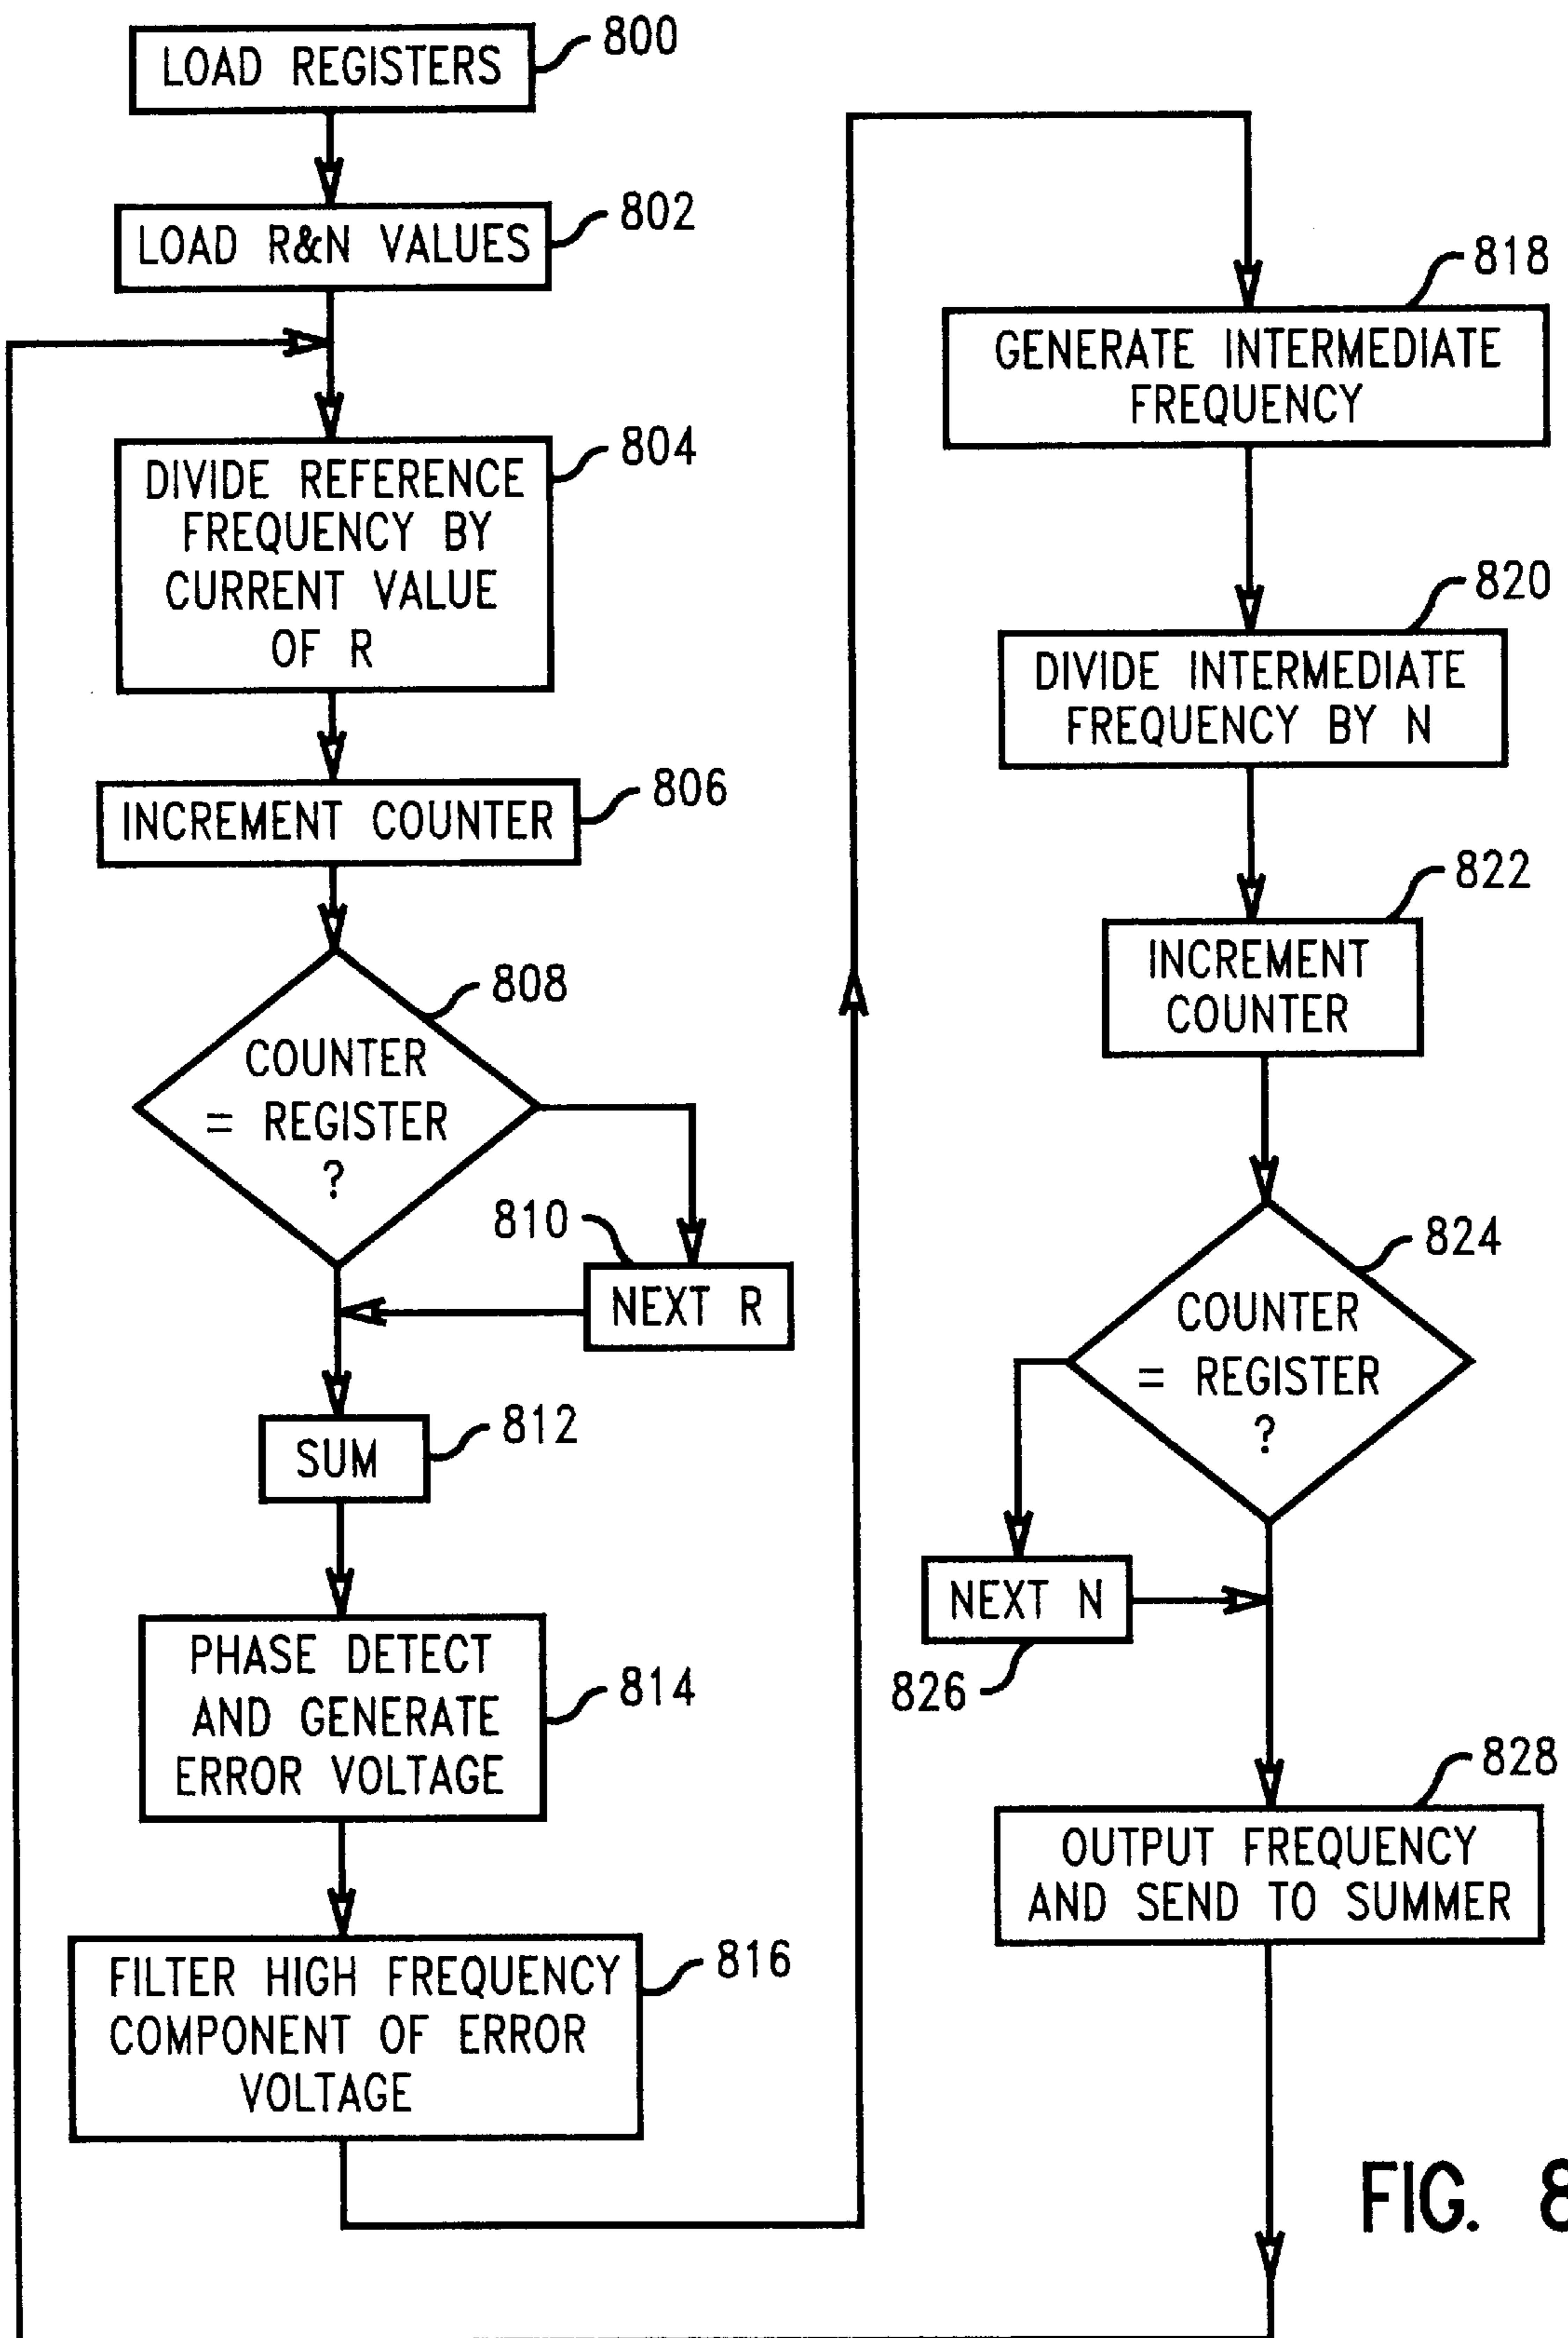 LOAD REGISTERS
800
LOAD R&N VALUES
802
DIVIDE REFERENCE
FREQUENCY BY
CURRENT VALUE
OF R
804
INCREMENT COUNTER
806
COUNTER
= REGISTER
?
808
810
NEXT R
SUM
812
PHASE DETECT
AND GENERATE
ERROR VOLTAGE
814
FILTER HIGH FREQUENCY
COMPONENT OF ERROR
VOLTAGE
816
818
GENERATE INTERMEDIATE
FREQUENCY
820
DIVIDE INTERMEDIATE
FREQUENCY BY N
822
INCREMENT
COUNTER
824
COUNTER
= REGISTER
?
NEXT N
826
828
OUTPUT FREQUENCY
AND SEND TO SUMMER
FIG. 8